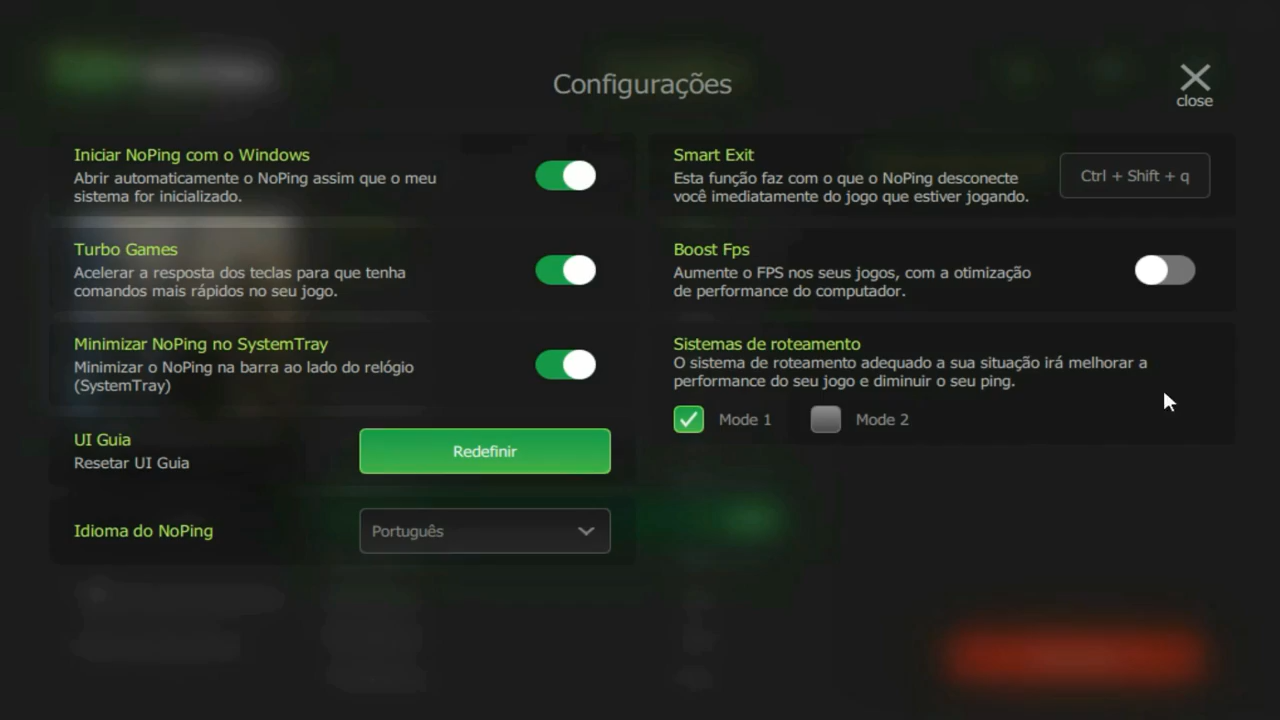 Configurações
close
Iniciar NoPing com o Windows
Abrir automaticamente o NoPing assim que o meu
sistema for inicializado.
Turbo Games
Acelerar a resposta dos teclas para que tenha
comandos mais rápidos no seu jogo.
Minimizar NoPing no SystemTray
Minimizar o NoPing na barra ao lado do relógio
(SystemTray)
UI Guia
Resetar UI Guia
Redefinir
Idioma do NoPing
Português
Smart Exit
Esta função faz com o que o NoPing desconecte
você imediatamente do jogo que estiver jogando.
Ctrl + Shift + q
Boost Fps
Aumente o FPS nos seus jogos, com a otimização
de performance do computador.
Sistemas de roteamento
O sistema de roteamento adequado a sua situação irá melhorar a
performance do seu jogo e diminuir o seu ping.
Mode 1
Mode 2